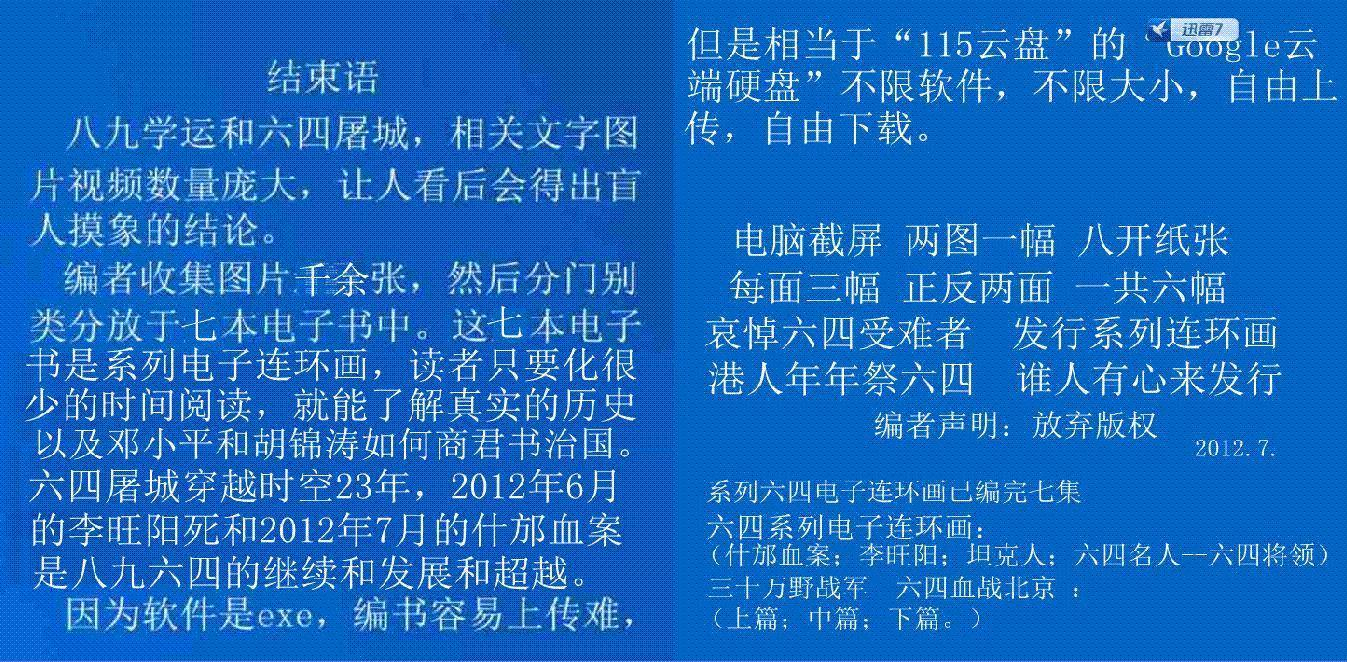 结束语
八九学运和六四屠城，相关文字图
片视频数量庞大，让人看后会得出盲
人摸象的结论。
编者收集图片千余张，然后分门别
类分放于七本电子书中。这七本电子
书是系列电子连环画，读者只要化很
少的时间阅读，就能了解真实的历史
以及邓小平和胡锦涛如何商君书治国。
六四屠城穿越时空23年，2012年6月
的李旺阳死和2012年7月的什邡血案
是八九六四的继续和发展和超越。
因为软件是exe，编书容易上传难，
迅雷7
但是相当于“115云盘”的“Google云
端硬盘”不限软件，不限大小，自由上
传，自由下载。
电脑截屏 两图一幅 八开纸张
每面三幅 正反两面 一共六幅
哀悼六四受难者 发行系列连环画
港人年年祭六四 谁人有心来发行
编者声明：放弃版权
2012.7.
系列六四电子连环画已编完七集
六四系列电子连环画：
（什邡血案；李旺阳；坦克人；六四名人--六四将领）
三十万野战军 六四血战北京 ：
（上篇；中篇；下篇。）